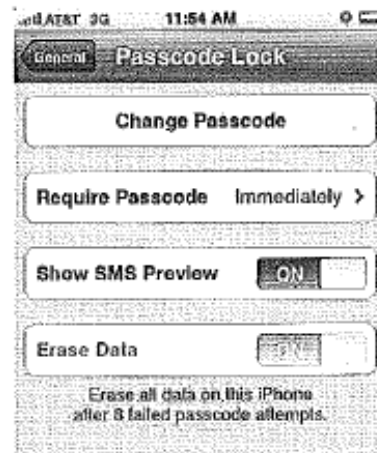 AT&T 3G 11:54 AM
General Passcode Lock
Change Passcode
Require Passcode Immediately >
Show SMS Preview ON
Erase Data
Erase all data on this iPhone
after 8 failed passcode attempts.